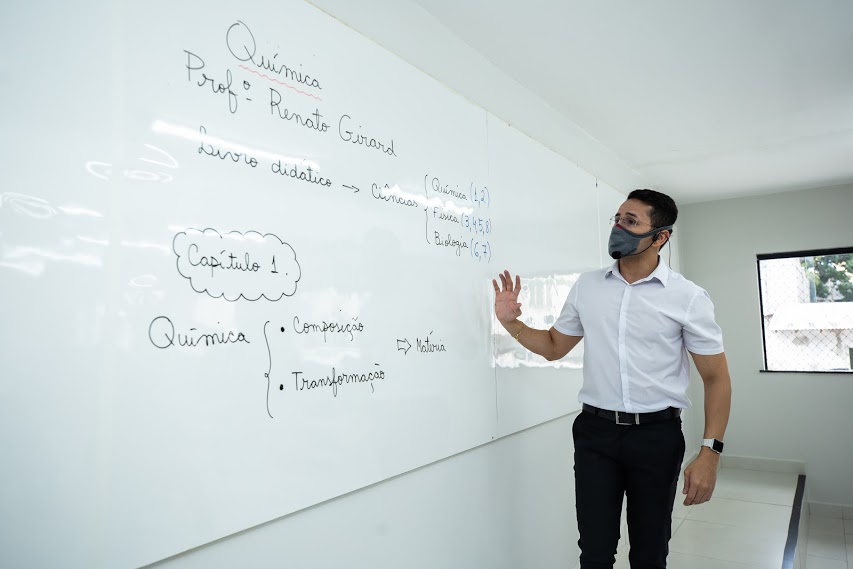 Química
Profº. Renato Girard
Livro didático → Ciências { Química (1,2)
Física (3,4,5,8)
Biologia (6,7)
Capítulo 1.
Química { • Composição
• Transformação
⇨ Matéria